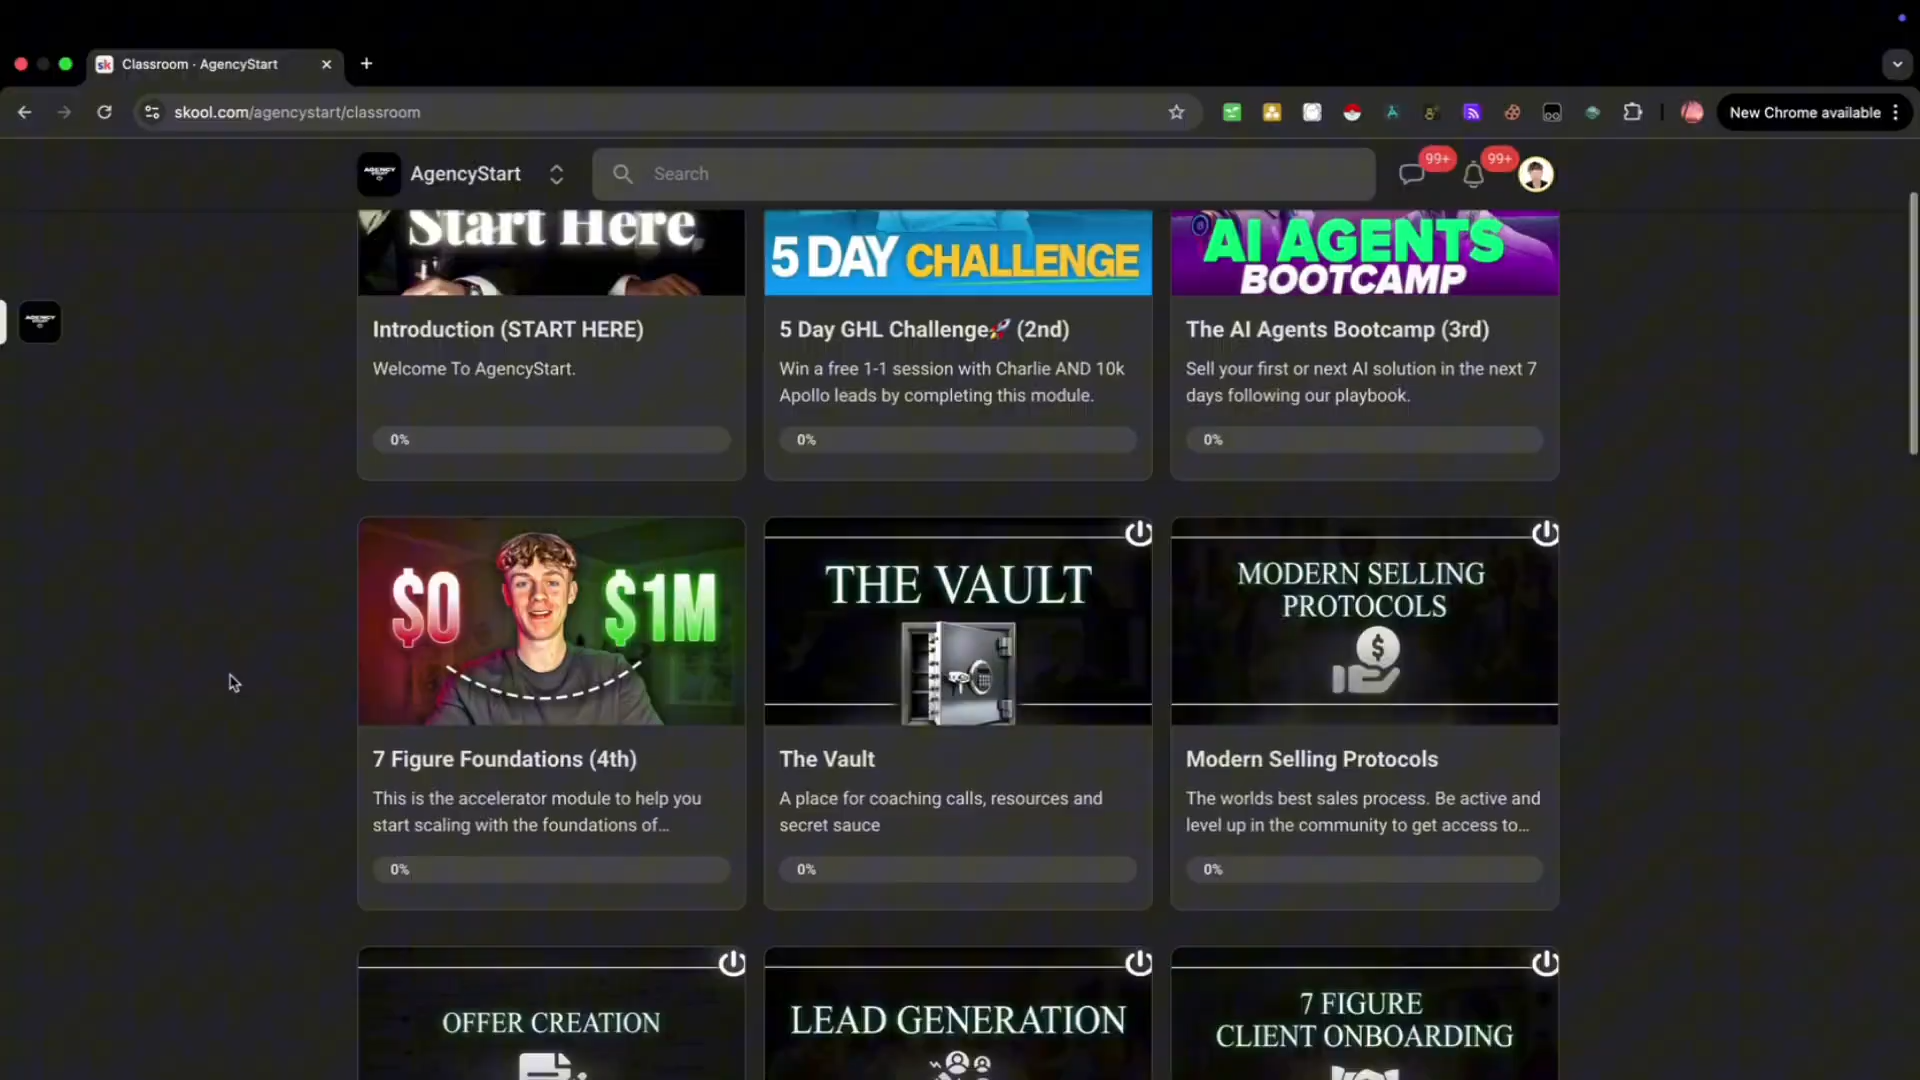 sk Classroom - AgencyStart
skool.com/agencystart/classroom
New Chrome available
AGENCY
AgencyStart
Search
99+
99+
Start Here
5 DAY CHALLENGE
AI AGENTS
BOOTCAMP
Introduction (START HERE)
Welcome To AgencyStart.
0%
5 Day GHL Challenge🚀 (2nd)
Win a free 1-1 session with Charlie AND 10k
Apollo leads by completing this module.
0%
The AI Agents Bootcamp (3rd)
Sell your first or next AI solution in the next 7
days following our playbook.
0%
$0 $1M
7 Figure Foundations (4th)
This is the accelerator module to help you
start scaling with the foundations of...
0%
THE VAULT
The Vault
A place for coaching calls, resources and
secret sauce
0%
MODERN SELLING
PROTOCOLS
$
Modern Selling Protocols
The worlds best sales process. Be active and
level up in the community to get access to...
0%
OFFER CREATION
LEAD GENERATION
7 FIGURE
CLIENT ONBOARDING